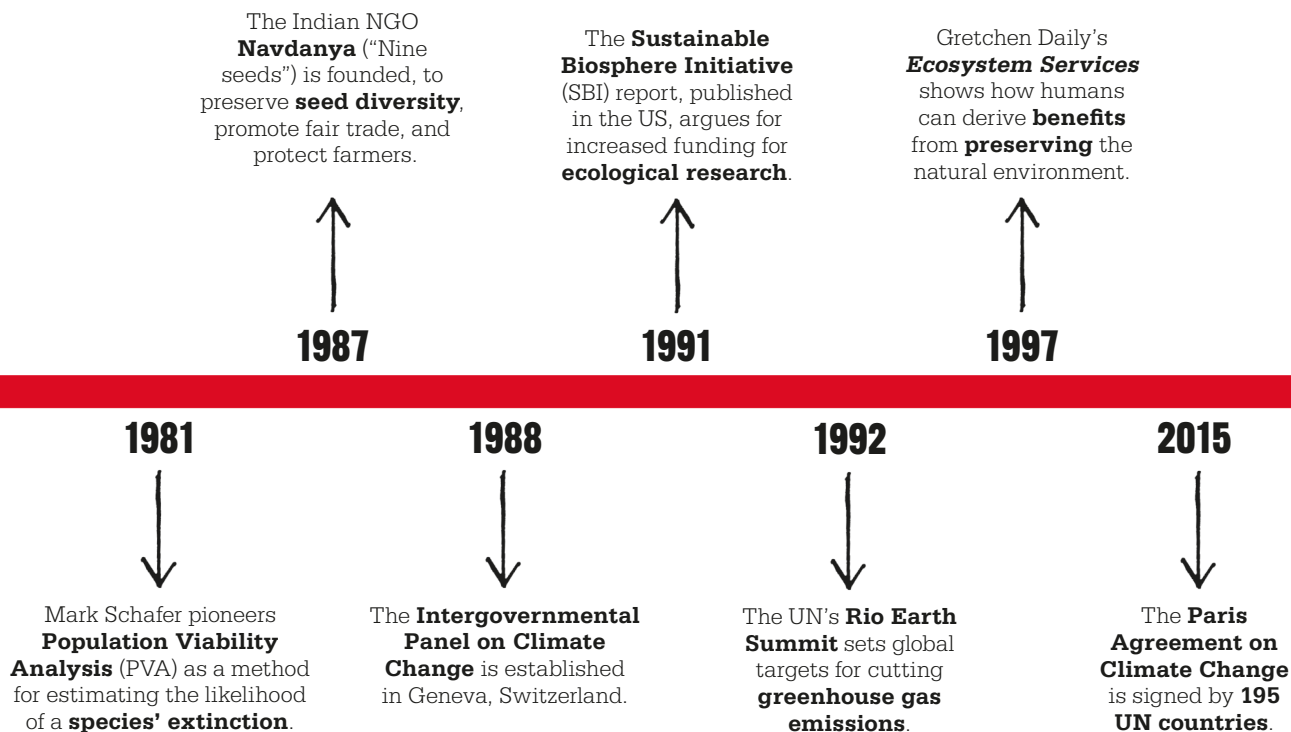 The Indian NGO
Navdanya (“Nine
seeds”) is founded, to
preserve seed diversity,
promote fair trade, and
protect farmers.
The Sustainable
Biosphere Initiative
(SBI) report, published
in the US, argues for
increased funding for
ecological research.
Gretchen Daily’s
Ecosystem Services
shows how humans
can derive benefits
from preserving the
natural environment.
1987
1991
1997
1981
1988
1992
2015
Mark Schafer pioneers
Population Viability
Analysis (PVA) as a method
for estimating the likelihood
of a species’ extinction.
The Intergovernmental
Panel on Climate
Change is established
in Geneva, Switzerland.
The UN’s Rio Earth
Summit sets global
targets for cutting
greenhouse gas
emissions.
The Paris
Agreement on
Climate Change
is signed by 195
UN countries.